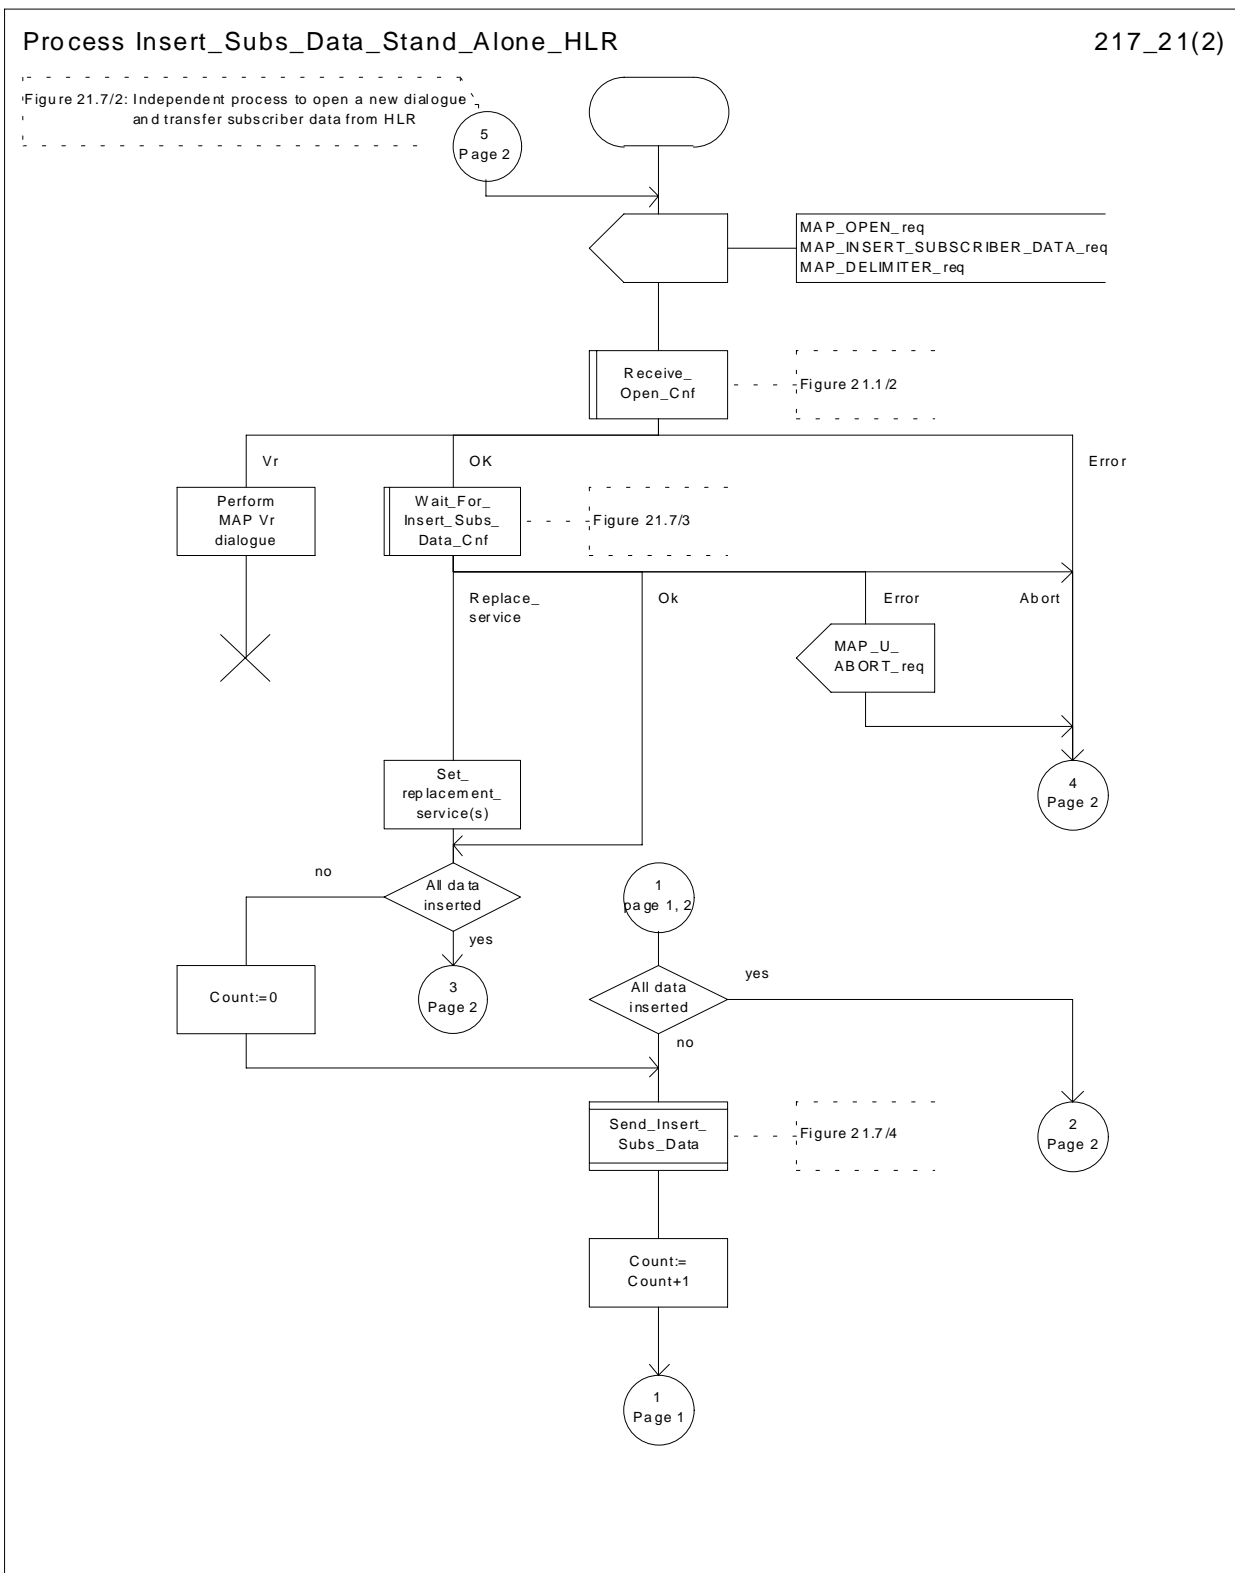 Process Insert_Subs_Data_Stand_Alone_HLR
217_21(2)
Figure 21.7/2: Independent process to open a new dialogue
and transfer subscriber data from HLR
5
Page 2
MAP_OPEN_req
MAP_INSERT_SUBSCRIBER_DATA_req
MAP_DELIMITER_req
Receive_
Open_Cnf
Figure 21.1/2
Vr
OK
Error
Perform
MAP Vr
dialogue
Wait_For_
Insert_Subs_
Data_Cnf
Figure 21.7/3
Replace_
service
Ok
Error
Abort
MAP_U_
ABORT_req
Set_
replacement_
service(s)
4
Page 2
no
All data
inserted
1
page 1, 2
yes
Count:=0
3
Page 2
All data
inserted
yes
no
Send_Insert_
Subs_Data
Figure 21.7/4
2
Page 2
Count:=
Count+1
1
Page 1